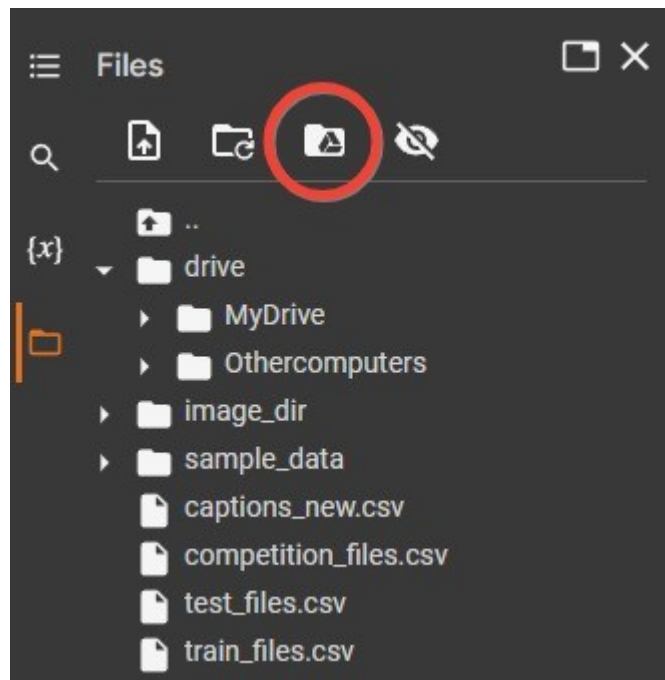 Files
..
{x}
drive
MyDrive
Othercomputers
image_dir
sample_data
captions_new.csv
competition_files.csv
test_files.csv
train_files.csv